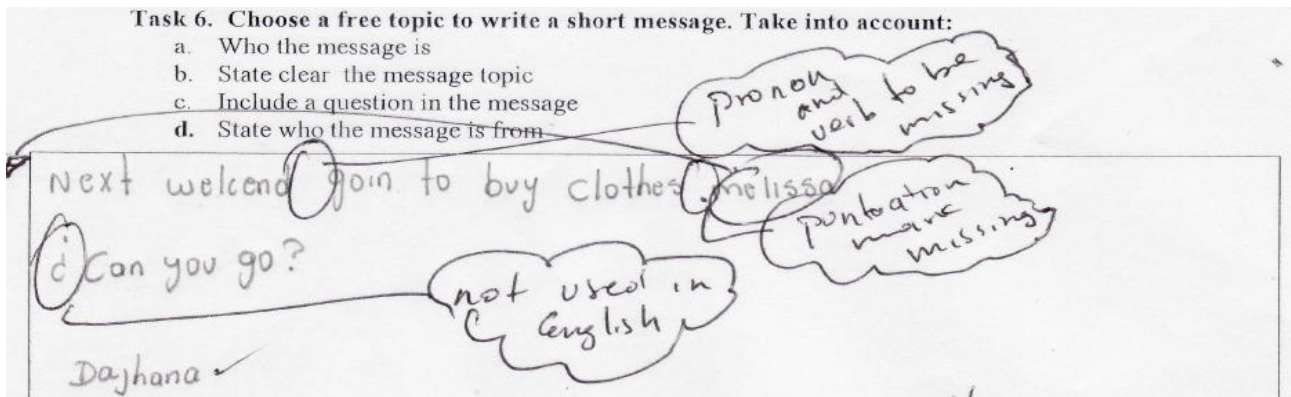 Task 6. Choose a free topic to write a short message. Take into account:
a. Who the message is
b. State clear the message topic
c. Include a question in the message
d. State who the message is from
pronoun
and
verb to be
missing
Next welcend goin to buy clothes . melissa
puntoation
mark
missing
¿ Can you go?
not used in
English
Dajhana ✓